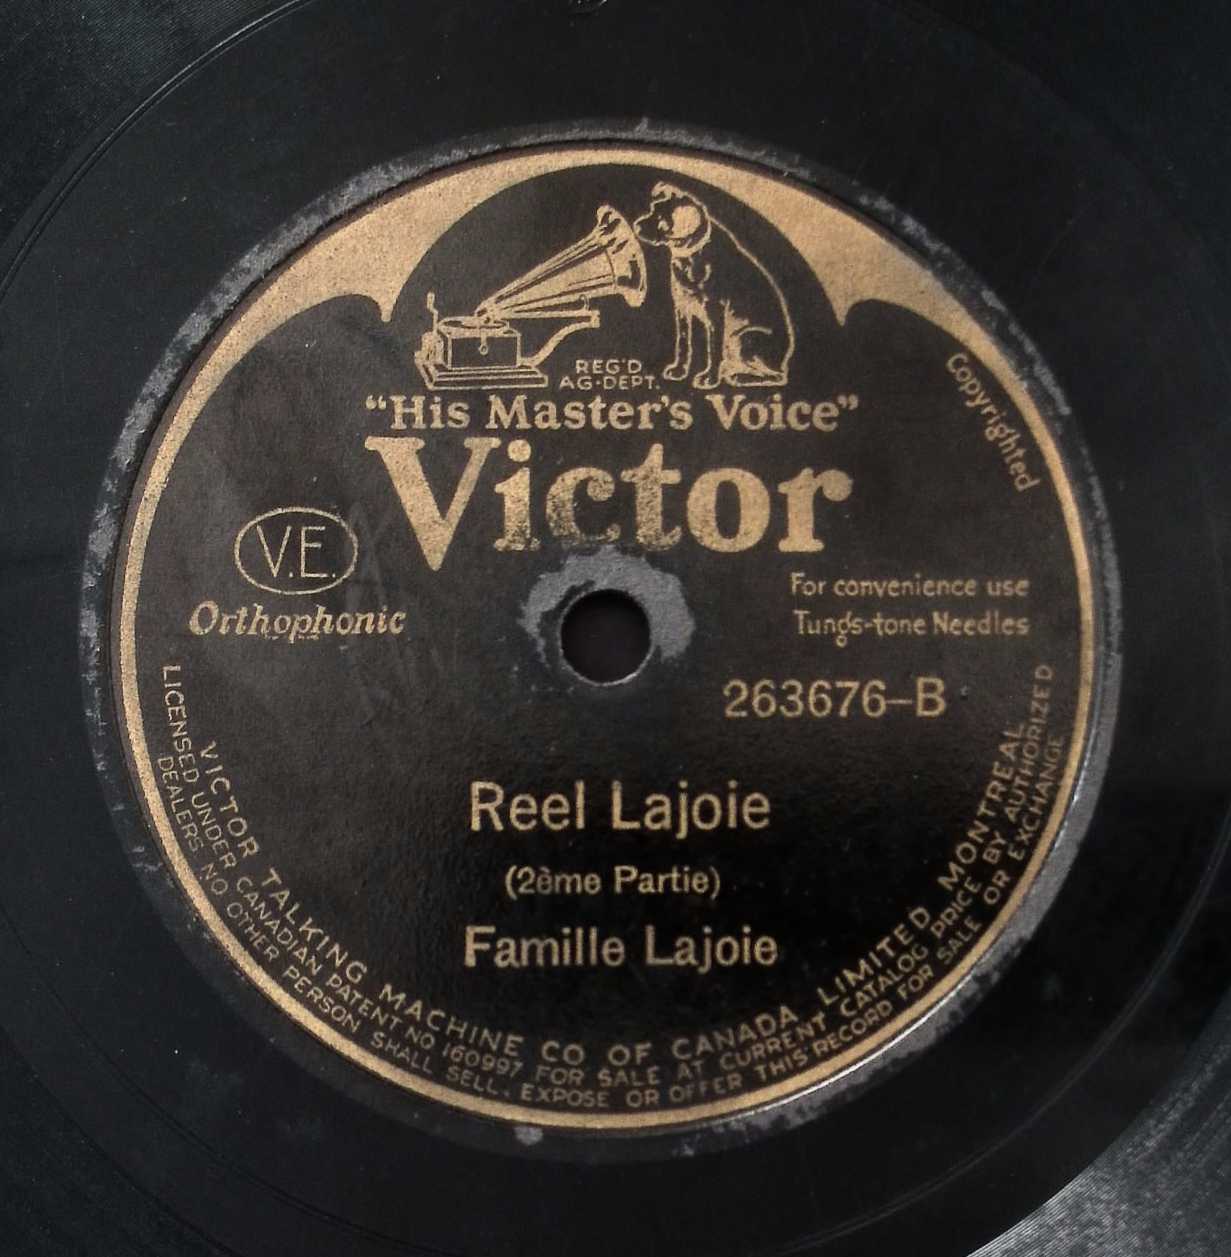 REG'D
AG·DEPT.
"His Master's Voice"
Victor
Copyrighted
V.E.
Orthophonic
For convenience use
Tungs-tone Needles
263676-B
Reel Lajoie
(2ème Partie)
Famille Lajoie
VICTOR TALKING MACHINE CO OF CANADA LIMITED MONTREAL
LICENSED UNDER CANADIAN PATENT NO 160997 FOR SALE AT CURRENT CATALOG PRICE BY AUTHORIZED
DEALERS. NO OTHER PERSON SHALL SELL, EXPOSE OR OFFER THIS RECORD FOR SALE OR EXCHANGE